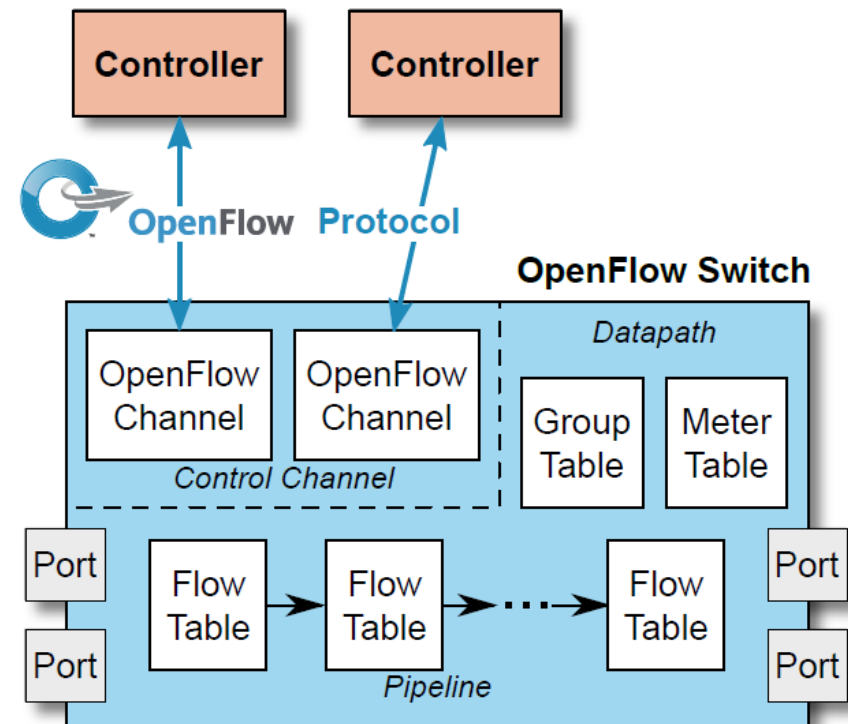 Controller
Controller
OpenFlow Protocol
™
OpenFlow Switch
Datapath
OpenFlow
Channel
OpenFlow
Channel
Control Channel
Group
Table
Meter
Table
Port
Port
Port
Port
Flow
Table
Flow
Table
...
Flow
Table
Pipeline